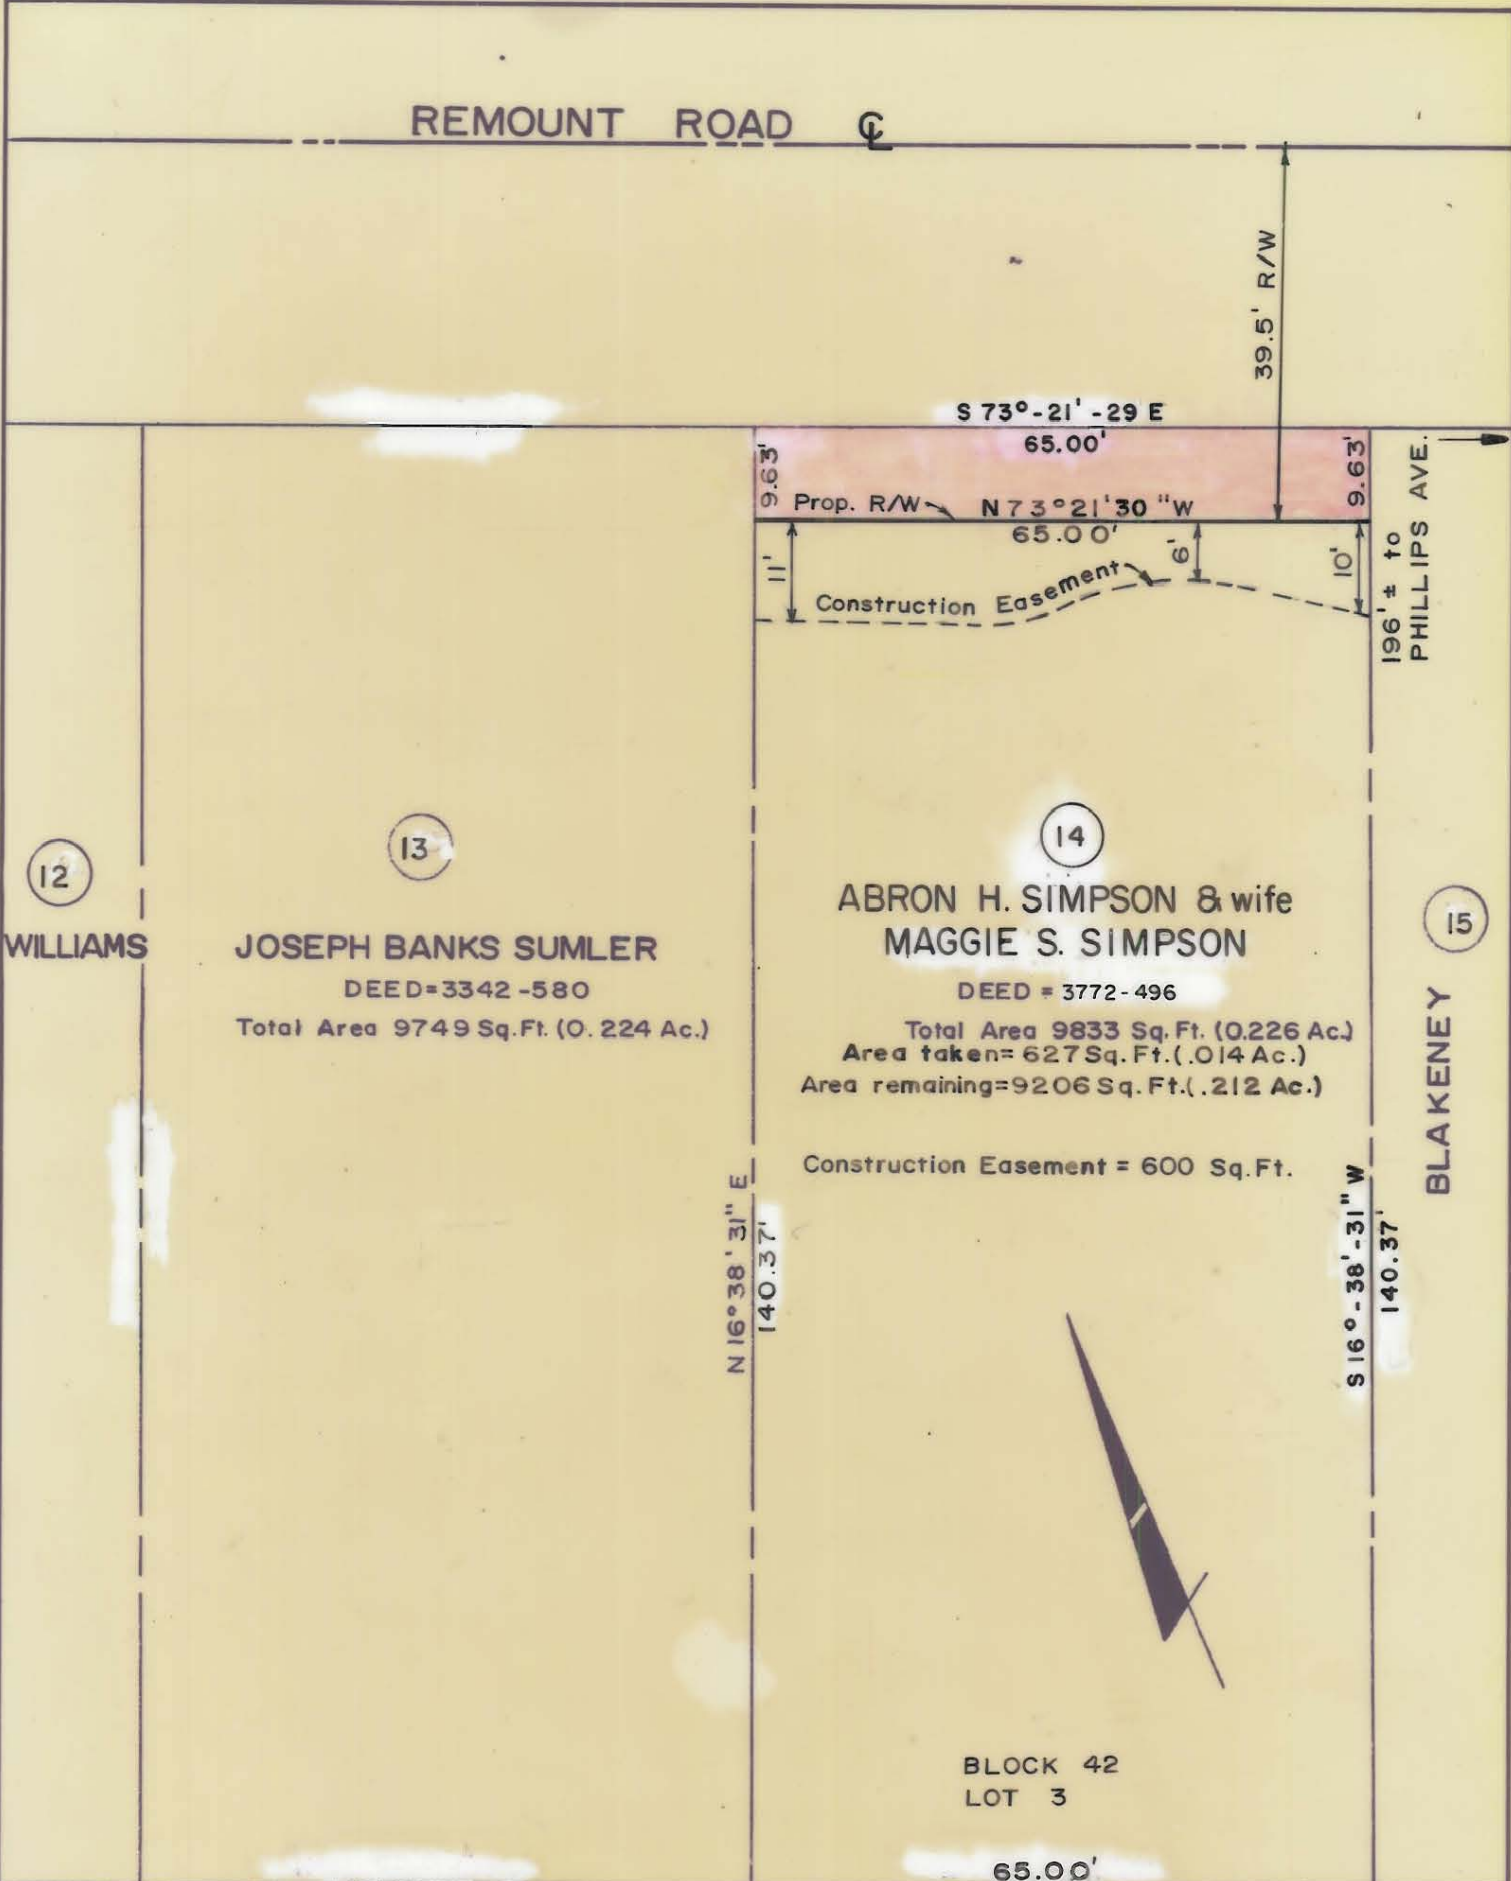 REMOUNT ROAD ℄
39.5' R/W
S 73°-21'-29 E
65.00'
9.63'
9.63'
Prop. R/W
N 73°21'30"W
65.00'
11'
6'
10'
Construction Easement
196'± to
PHILLIPS AVE.
12
WILLIAMS
13
JOSEPH BANKS SUMLER
DEED=3342-580
Total Area 9749 Sq.Ft. (0.224 Ac.)
14
ABRON H. SIMPSON & wife
MAGGIE S. SIMPSON
DEED = 3772-496
Total Area 9833 Sq.Ft. (0.226 Ac.)
Area taken= 627 Sq.Ft.(.014 Ac.)
Area remaining=9206 Sq.Ft.(.212 Ac.)
Construction Easement = 600 Sq.Ft.
15
BLAKENEY
N 16°38'31" E
140.37'
S 16°-38'-31" W
140.37'
BLOCK 42
LOT 3
65.00'